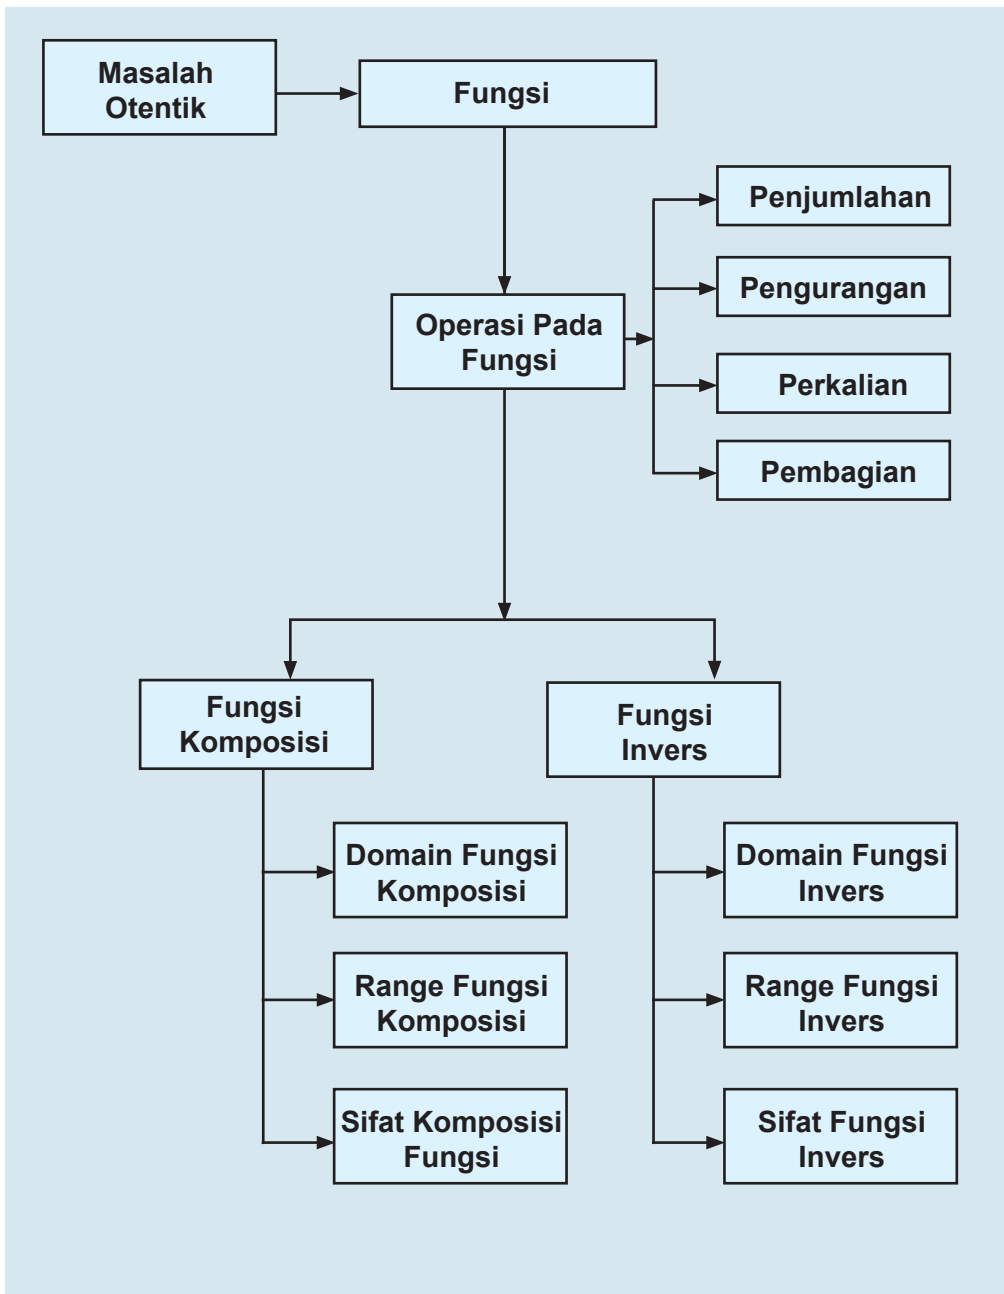 Masalah
Otentik
Fungsi
Penjumlahan
Pengurangan
Operasi Pada
Fungsi
Perkalian
Pembagian
Fungsi
Komposisi
Fungsi
Invers
Domain Fungsi
Komposisi
Domain Fungsi
Invers
Range Fungsi
Komposisi
Range Fungsi
Invers
Sifat Komposisi
Fungsi
Sifat Fungsi
Invers